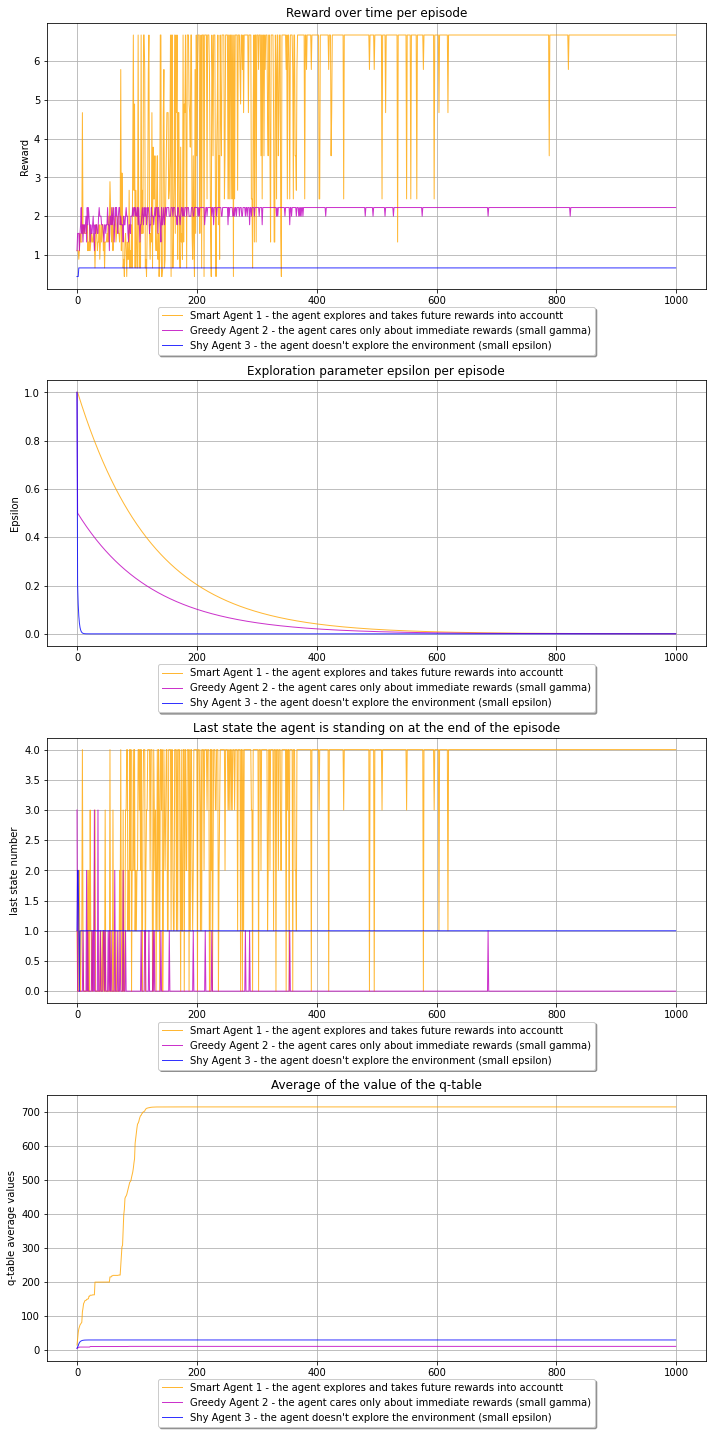 Reward over time per episode
Reward
6
5
4
3
2
1
0 200 400 600 800 1000
Smart Agent 1 - the agent explores and takes future rewards into accountt
Greedy Agent 2 - the agent cares only about immediate rewards (small gamma)
Shy Agent 3 - the agent doesn't explore the environment (small epsilon)
Exploration parameter epsilon per episode
Epsilon
1.0
0.8
0.6
0.4
0.2
0.0
0 200 400 600 800 1000
Smart Agent 1 - the agent explores and takes future rewards into accountt
Greedy Agent 2 - the agent cares only about immediate rewards (small gamma)
Shy Agent 3 - the agent doesn't explore the environment (small epsilon)
Last state the agent is standing on at the end of the episode
last state number
4.0
3.5
3.0
2.5
2.0
1.5
1.0
0.5
0.0
0 200 400 600 800 1000
Smart Agent 1 - the agent explores and takes future rewards into accountt
Greedy Agent 2 - the agent cares only about immediate rewards (small gamma)
Shy Agent 3 - the agent doesn't explore the environment (small epsilon)
Average of the value of the q-table
q-table average values
700
600
500
400
300
200
100
0
0 200 400 600 800 1000
Smart Agent 1 - the agent explores and takes future rewards into accountt
Greedy Agent 2 - the agent cares only about immediate rewards (small gamma)
Shy Agent 3 - the agent doesn't explore the environment (small epsilon)